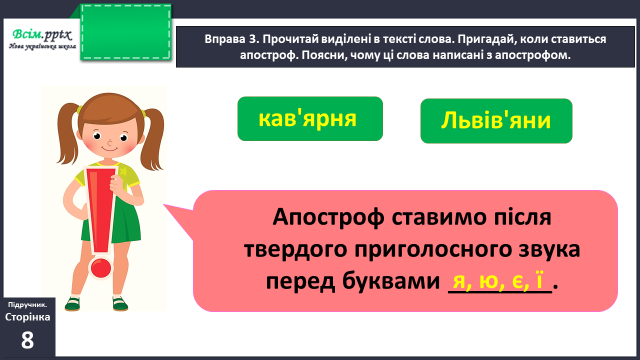 Всім.pptx
Нова українська школа
Вправа 3. Прочитай виділені в тексті слова. Пригадай, коли ставиться
апостроф. Поясни, чому ці слова написані з апострофом.
кав'ярня
Львів'яни
Апостроф ставимо після
твердого приголосного звука
перед буквами я, ю, є, ї.
Підручник.
Сторінка
8